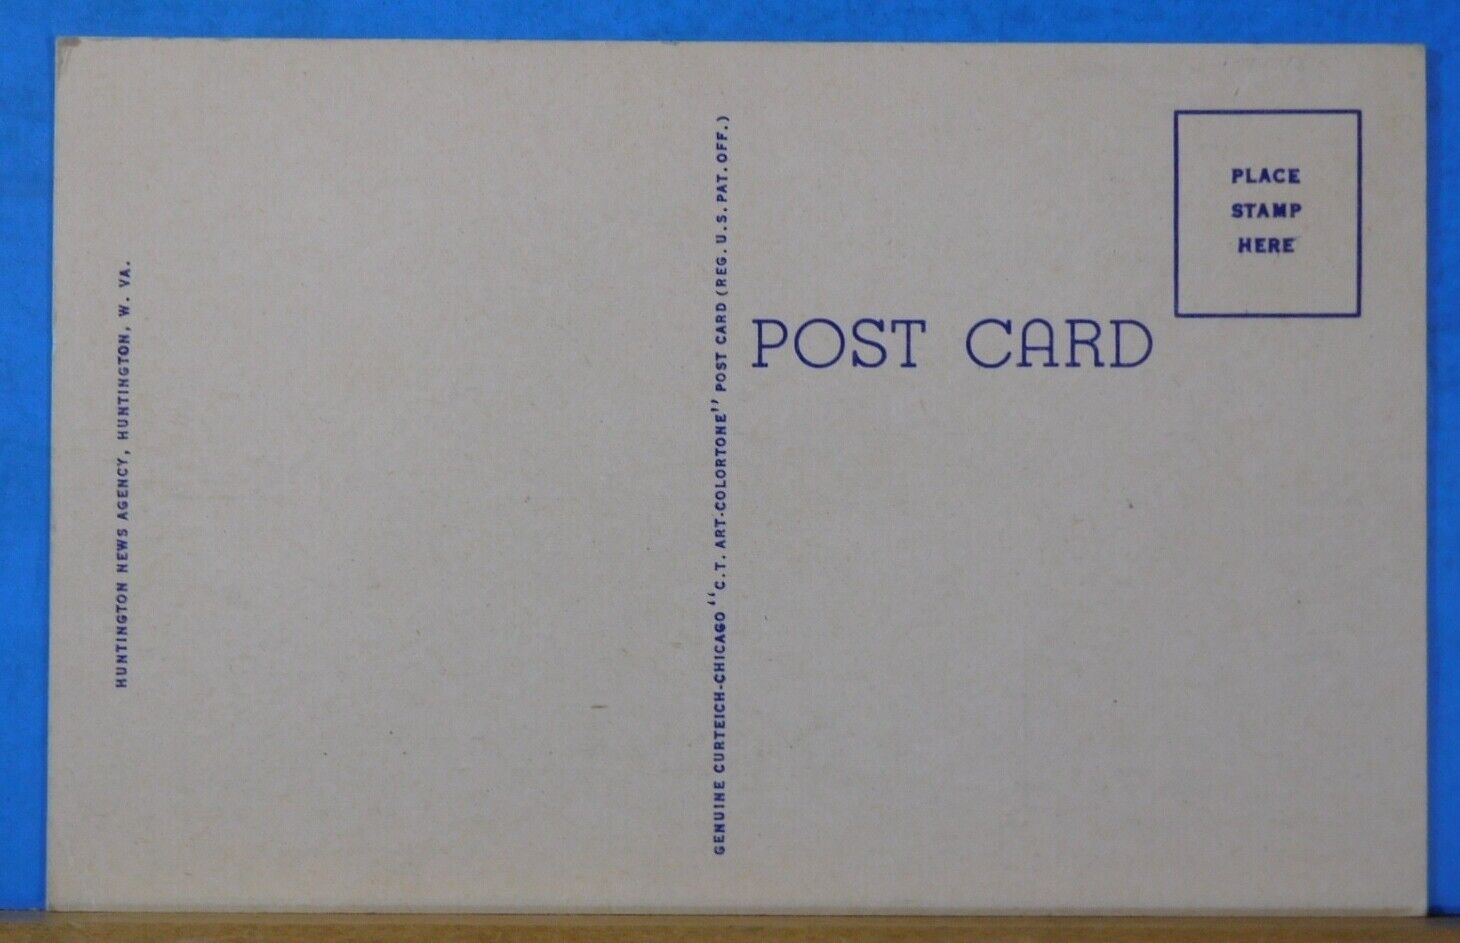 HUNTINGTON NEWS AGENCY, HUNTINGTON, W. VA.
GENUINE CURTEICH-CHICAGO "C.T. ART-COLORTONE" POST CARD (REG. U.S. PAT. OFF.)
POST CARD
PLACE
STAMP
HERE